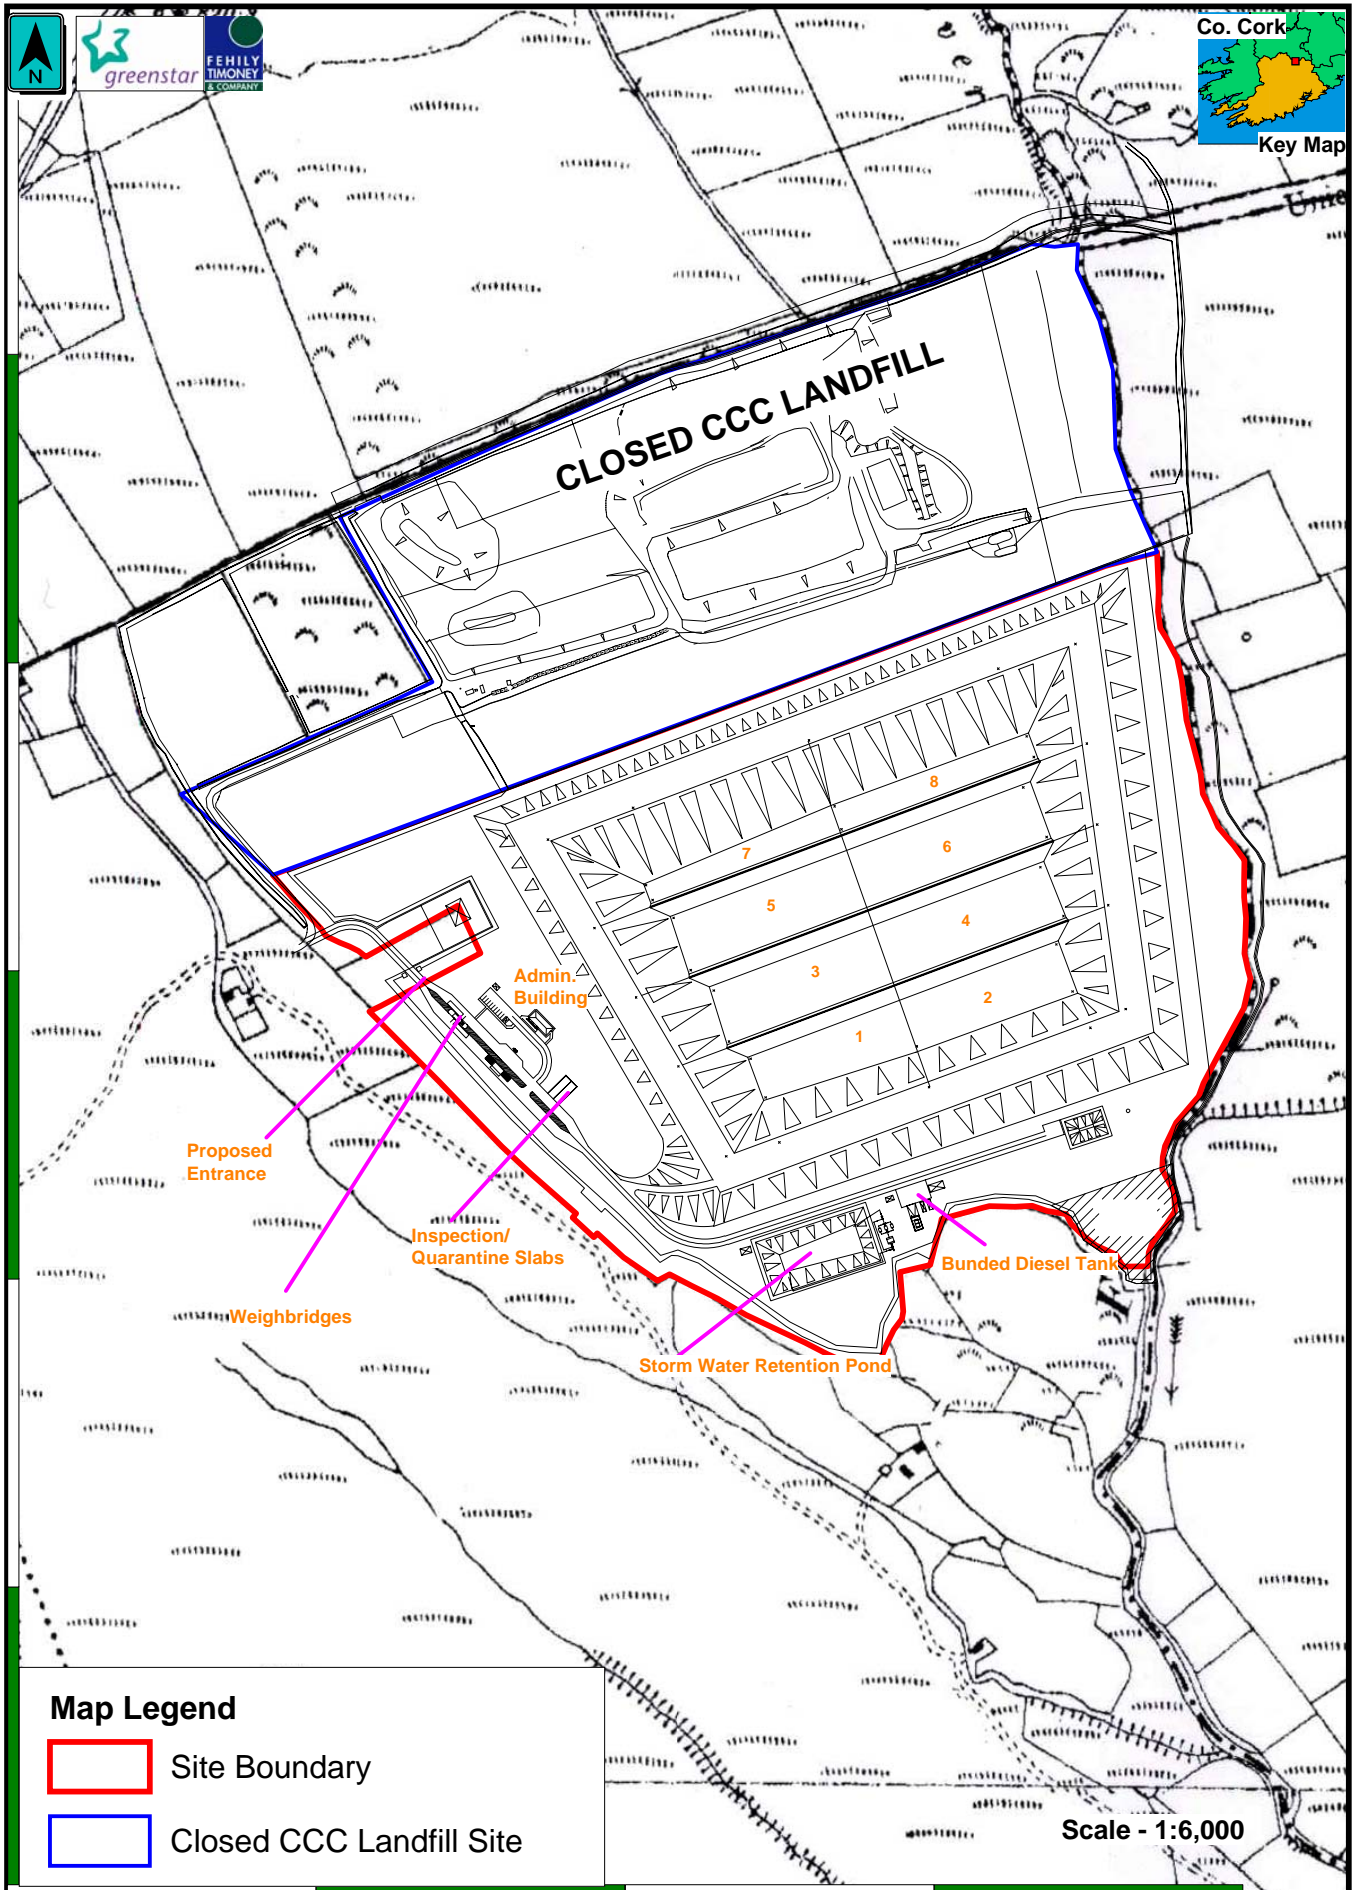 N
greenstar
FEHILY
TIMONEY
& COMPANY
Co. Cork
Key Map
CLOSED CCC LANDFILL
8
7
6
5
4
3
2
1
Admin.
Building
Proposed
Entrance
Inspection/
Quarantine Slabs
Weighbridges
Bunded Diesel Tank
Storm Water Retention Pond
Map Legend
Site Boundary
Closed CCC Landfill Site
Scale - 1:6,000